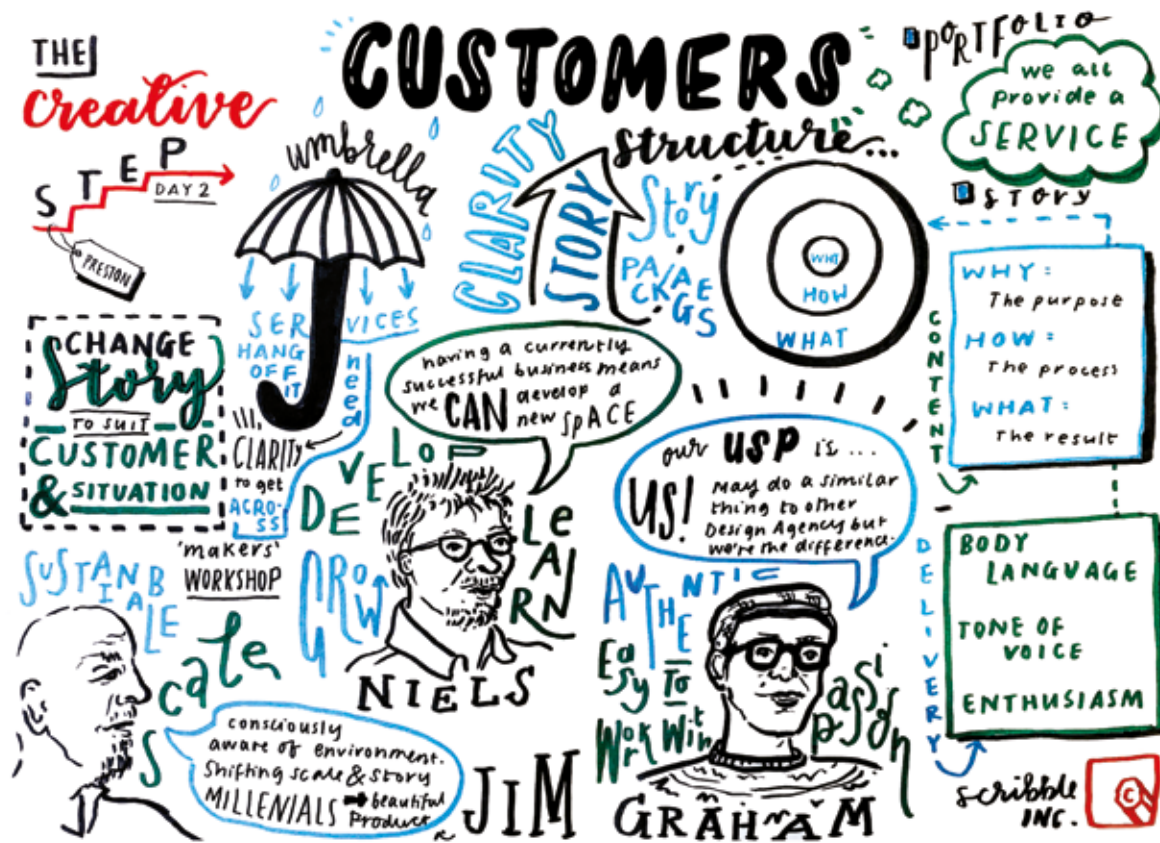 THE
creative
STEP
DAY 2
PRESTON
CUSTOMERS
umbrella
SERVICES
HANG
OFF
IT
need
CLARITY
to get
ACRO-
SS
CHANGE
Story
TO SUIT
CUSTOMER
& SITUATION
CLARITY
STORY
structure...
Story
PACKAGES
WHY
HOW
WHAT
PORTFOLIO
we all
provide a
SERVICE
STORY
CONTENT
WHY:
The purpose
HOW:
The process
WHAT:
The result
DELIVERY
BODY
LANGUAGE
TONE OF
VOICE
ENTHUSIASM
having a currently
successful business means
we CAN develop a
new SPACE
DEVELOP
GROW
LEARN
NIELS
our USP is...
US! May do a similar
thing to other
Design Agency but
we're the difference.
AUTHENTIC
Easy To
Work With
passion
GRAHAM
SUSTAINABLE
'makers'
WORKSHOP
Scale
consciously
aware of environment.
Shifting scale & story
MILLENIALS beautiful
Product
JIM
scribble
INC.
C